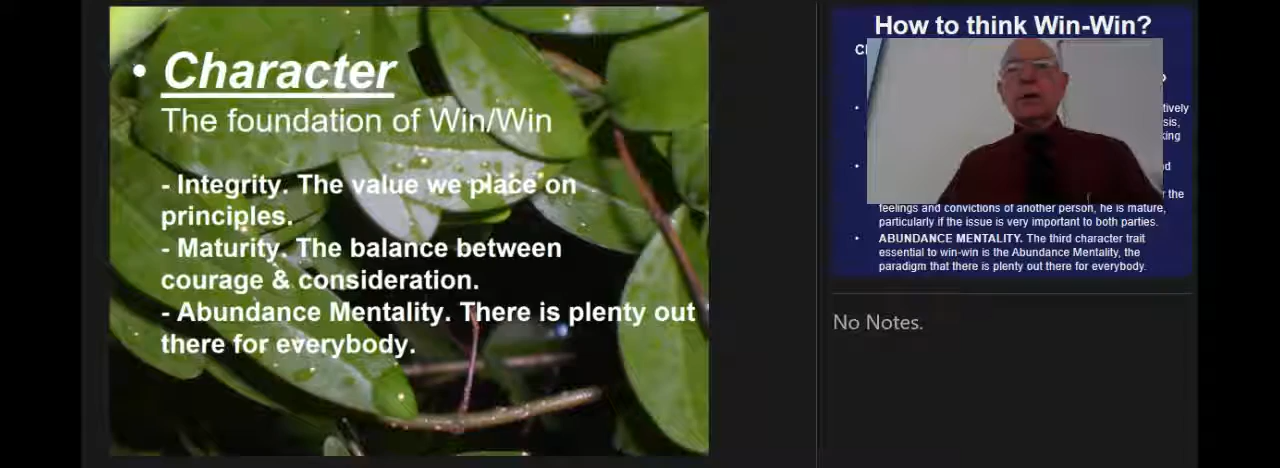 • Character
The foundation of Win/Win
- Integrity. The value we place on
principles.
- Maturity. The balance between
courage & consideration.
- Abundance Mentality. There is plenty out
there for everybody.
How to think Win-Win?
the
feelings and convictions of another person, he is mature,
particularly if the issue is very important to both parties.
• ABUNDANCE MENTALITY. The third character trait
essential to win-win is the Abundance Mentality, the
paradigm that there is plenty out there for everybody.
No Notes.